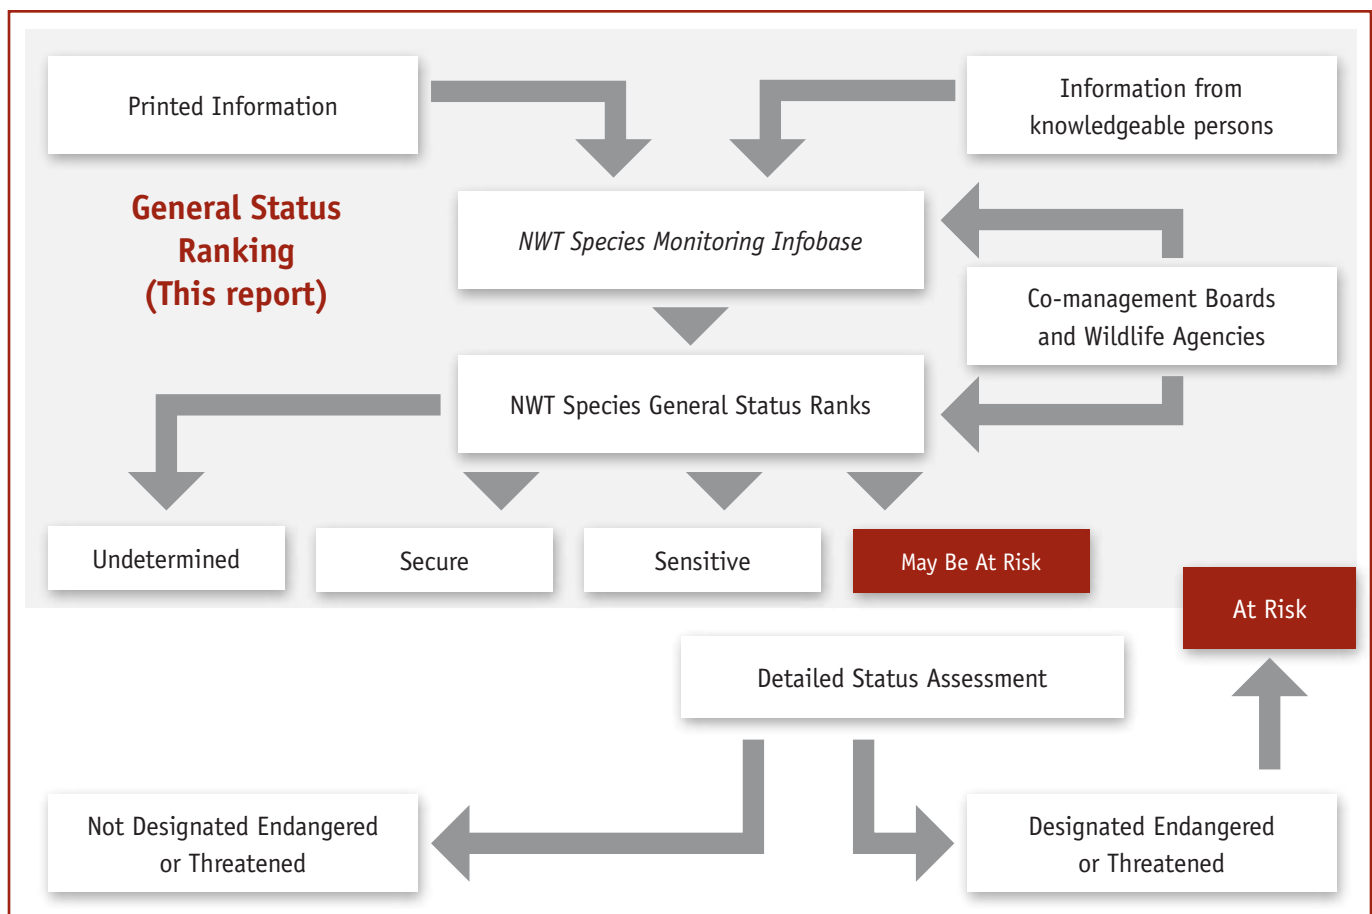 Printed Information
Information from
knowledgeable persons
General Status
Ranking
(This report)
NWT Species Monitoring Infobase
Co-management Boards
and Wildlife Agencies
NWT Species General Status Ranks
Undetermined
Secure
Sensitive
May Be At Risk
At Risk
Detailed Status Assessment
Not Designated Endangered
or Threatened
Designated Endangered
or Threatened